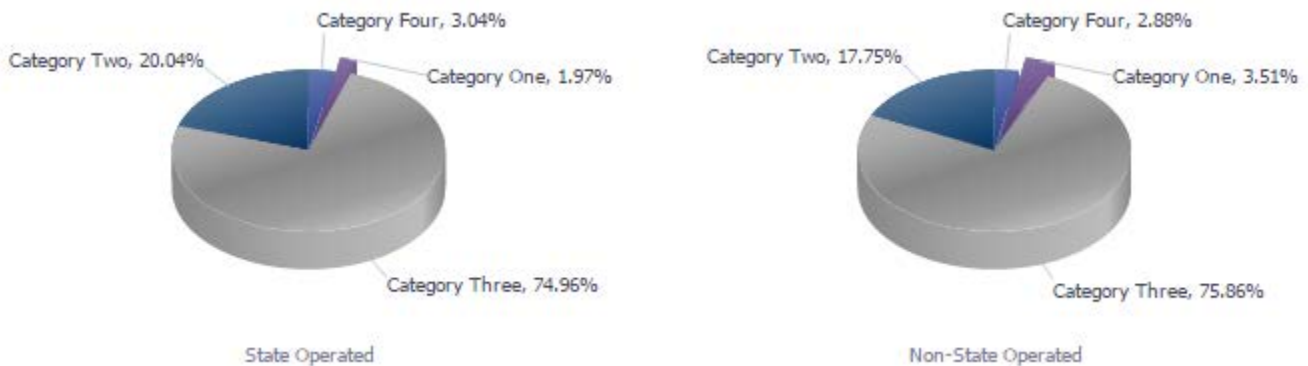 Category Four, 3.04%
Category Two, 20.04%
Category One, 1.97%
Category Three, 74.96%
State Operated
Category Four, 2.88%
Category Two, 17.75%
Category One, 3.51%
Category Three, 75.86%
Non-State Operated